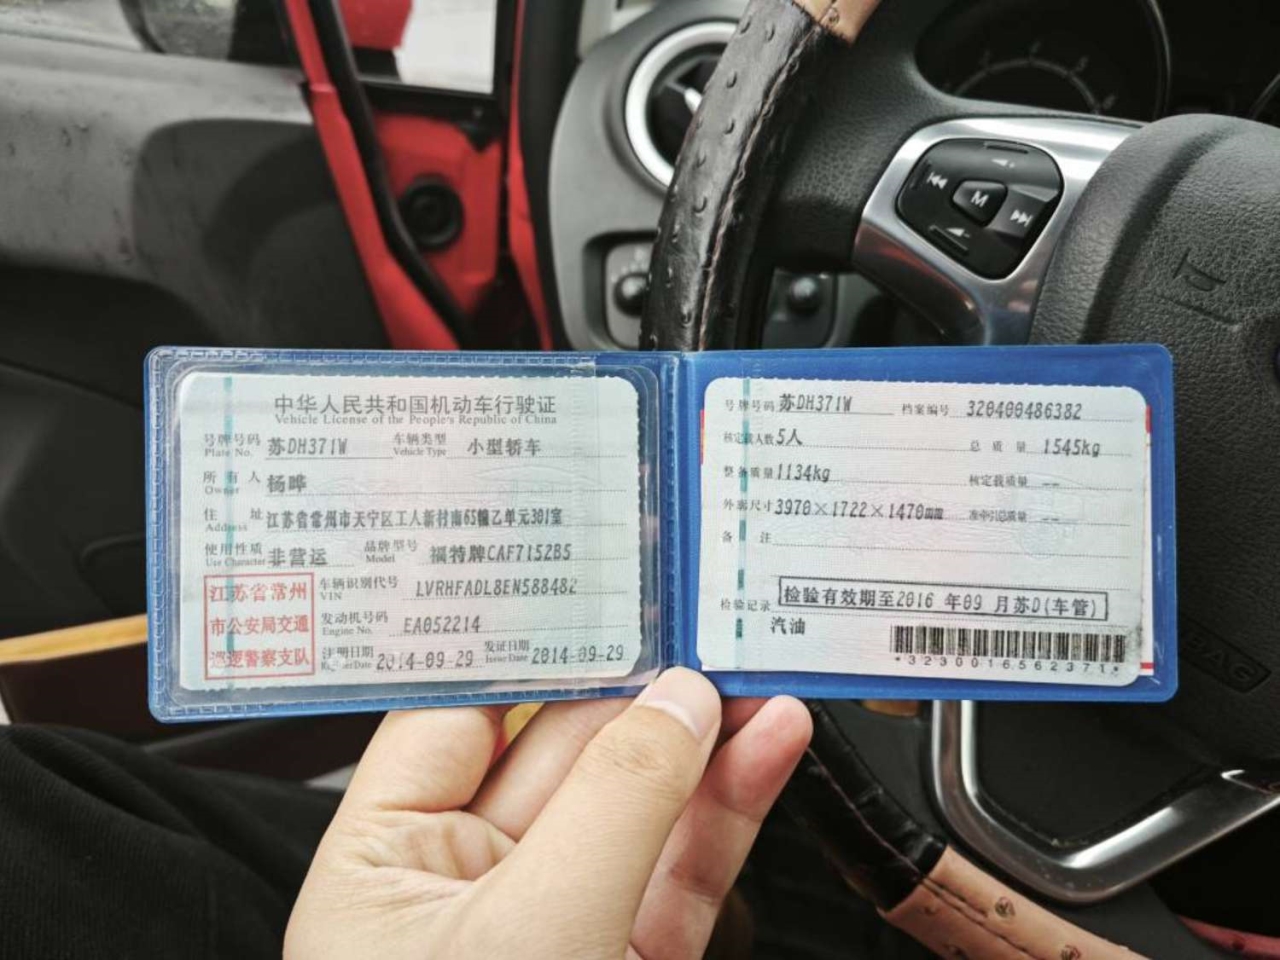 中华人民共和国机动车行驶证
Vehicle License of the People's Republic of China
号牌号码 苏DH371W 车辆类型 小型轿车
Plate No. Vehicle Type
所有人 杨晔
Owner
住址 江苏省常州市天宁区工人新村南65幢乙单元301室
Address
使用性质 非营运 品牌型号 福特牌CAF7152B5
Use Character Model
江苏省常州
市公安局交通
巡逻警察支队
车辆识别代号 LVRHFADL8EN588482
VIN
发动机号码 EA052214
Engine No.
注册日期 2014-09-29 发证日期 2014-09-29
Register Date Issue Date
号牌号码 苏DH371W 档案编号 320400486382
核定载人数 5人 总质量 1545kg
整备质量 1134kg 核定载质量 --
外廓尺寸 3970×1722×1470mm 准牵引总质量 --
备注
检验记录 检验有效期至2016 年09 月苏D(车管)
汽油
*3230016562371*
M